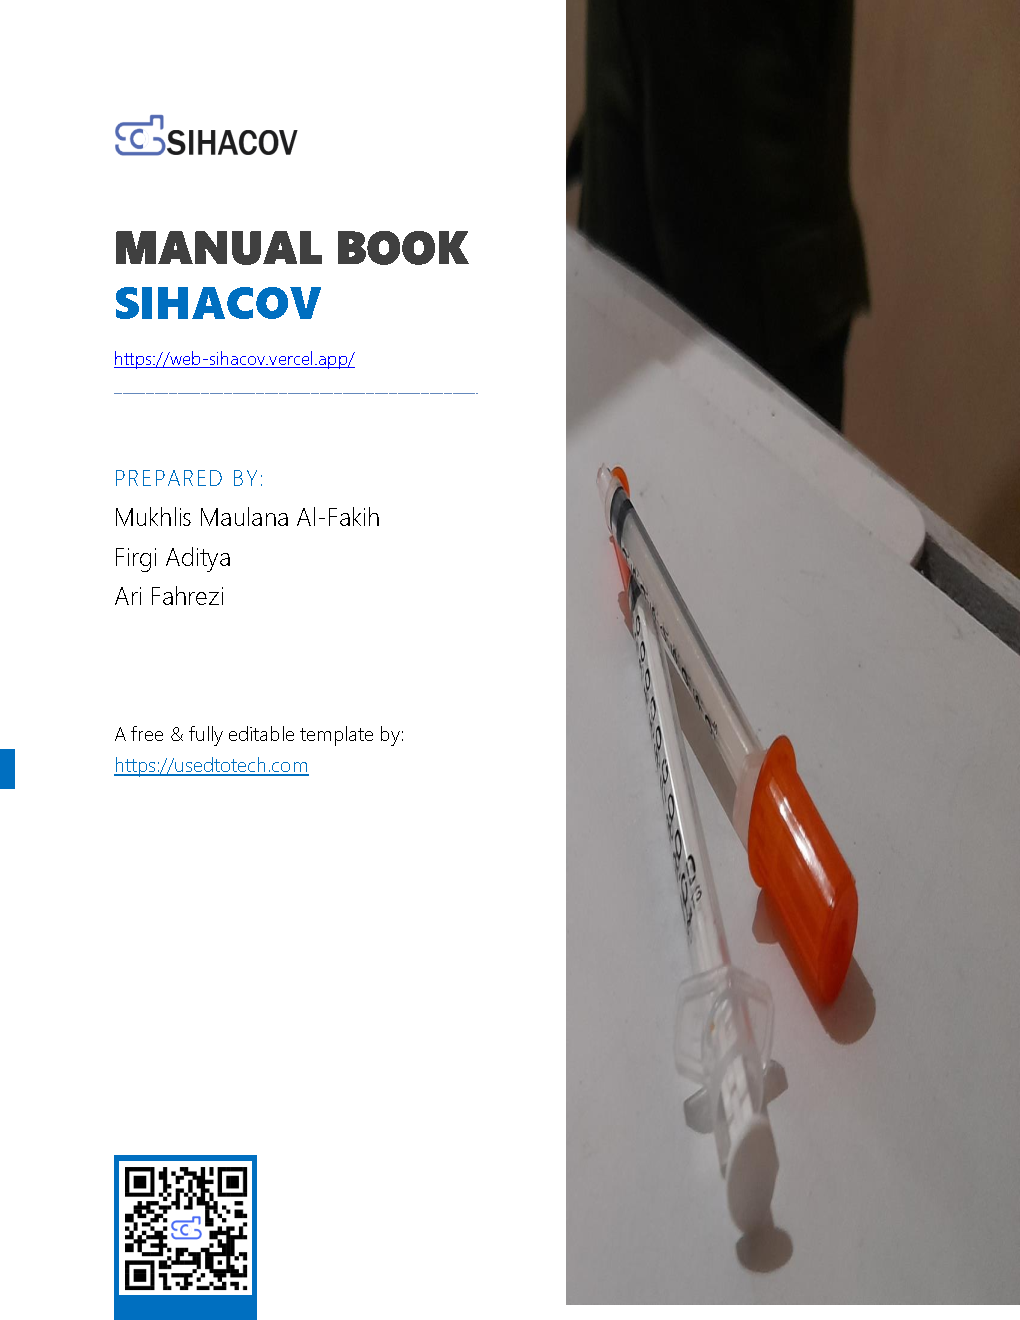 SIHACOV
MANUAL BOOK
SIHACOV
https://web-sihacov.vercel.app/
PREPARED BY:
Mukhlis Maulana Al-Fakih
Firgi Aditya
Ari Fahrezi
A free & fully editable template by:
https://usedtotech.com